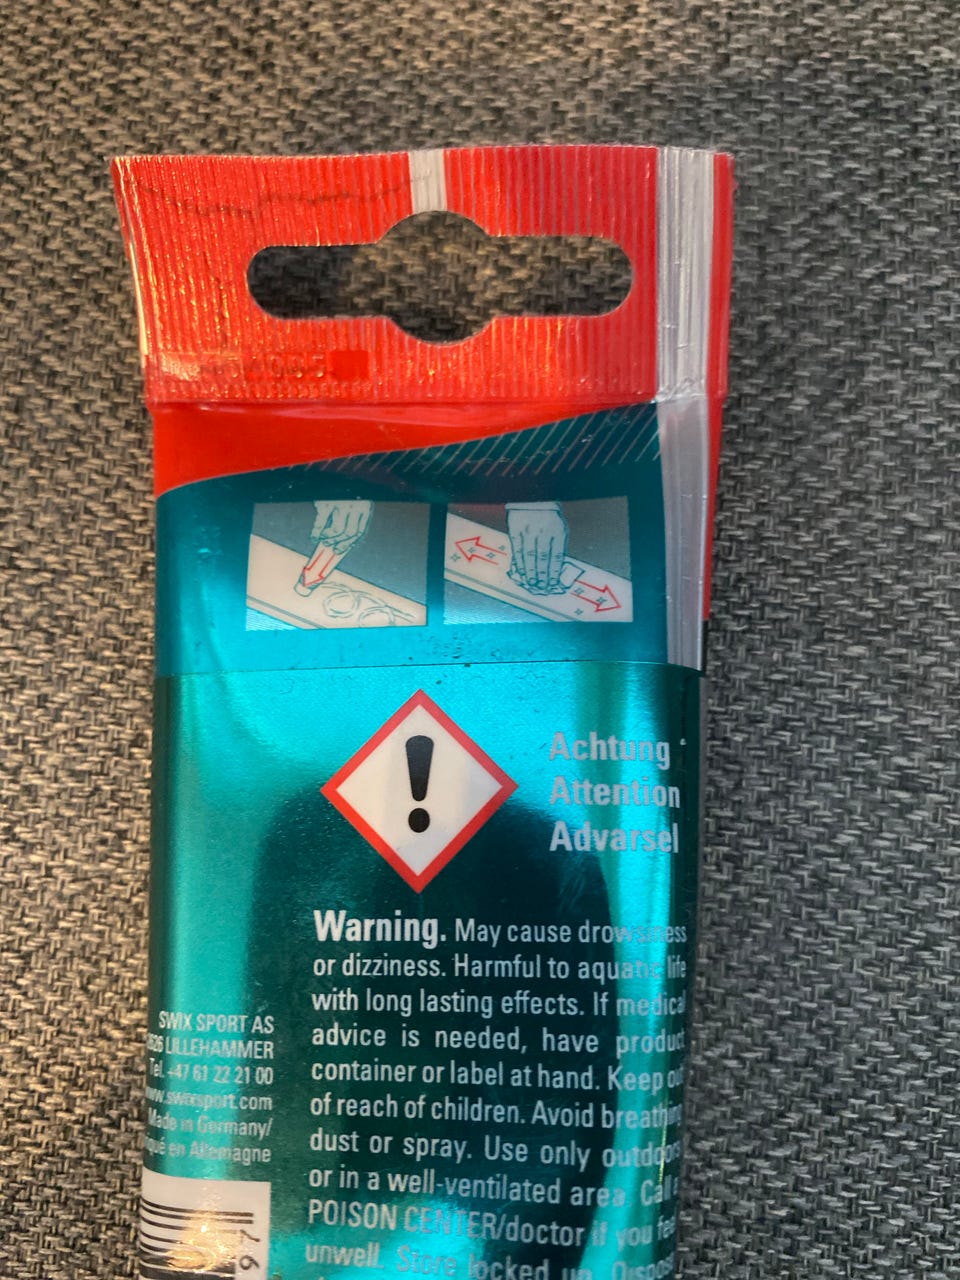 Achtung
Attention
Advarsel
Warning. May cause drowsiness
or dizziness. Harmful to aquatic life
with long lasting effects. If medical
advice is needed, have product
container or label at hand. Keep out
of reach of children. Avoid breathing
dust or spray. Use only outdoors
or in a well-ventilated area. Call a
POISON CENTER/doctor if you feel
unwell. Store locked up.
SWIX SPORT AS
LILLEHAMMER
Tel. +47 61 22 21 00
www.swixsport.com
Made in Germany/
en Allemagne